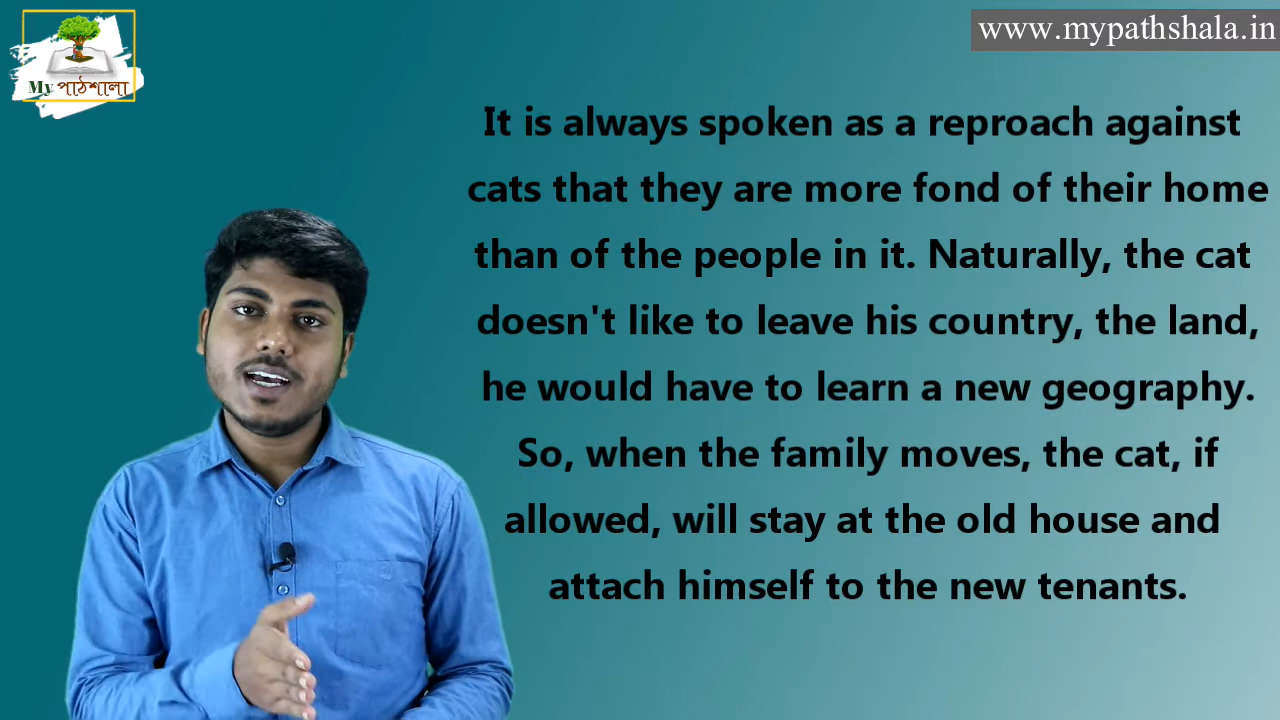 www.mypathshala.in
My পাঠশালা
It is always spoken as a reproach against
cats that they are more fond of their home
than of the people in it. Naturally, the cat
doesn't like to leave his country, the land,
he would have to learn a new geography.
So, when the family moves, the cat, if
allowed, will stay at the old house and
attach himself to the new tenants.